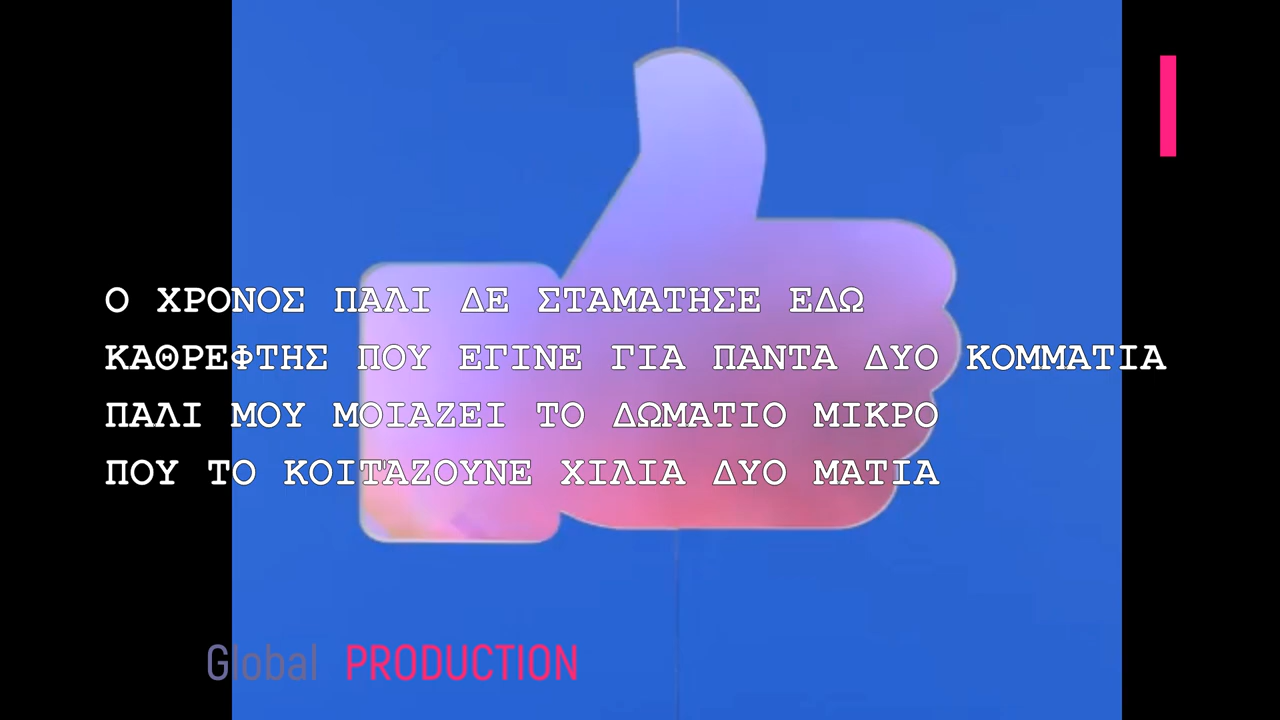 Ο ΧΡΟΝΟΣ ΠΑΛΙ ΔΕ ΣΤΑΜΑΤΗΣΕ ΕΔΩ
ΚΑΘΡΕΦΤΗΣ ΠΟΥ ΕΓΙΝΕ ΓΙΑ ΠΑΝΤΑ ΔΥΟ ΚΟΜΜΑΤΙΑ
ΠΑΛΙ ΜΟΥ ΜΟΙΑΖΕΙ ΤΟ ΔΩΜΑΤΙΟ ΜΙΚΡΟ
ΠΟΥ ΤΟ ΚΟΙΤΆΖΟΥΝΕ ΧΙΛΙΑ ΔΥΟ ΜΑΤΙΑ
Global PRODUCTION